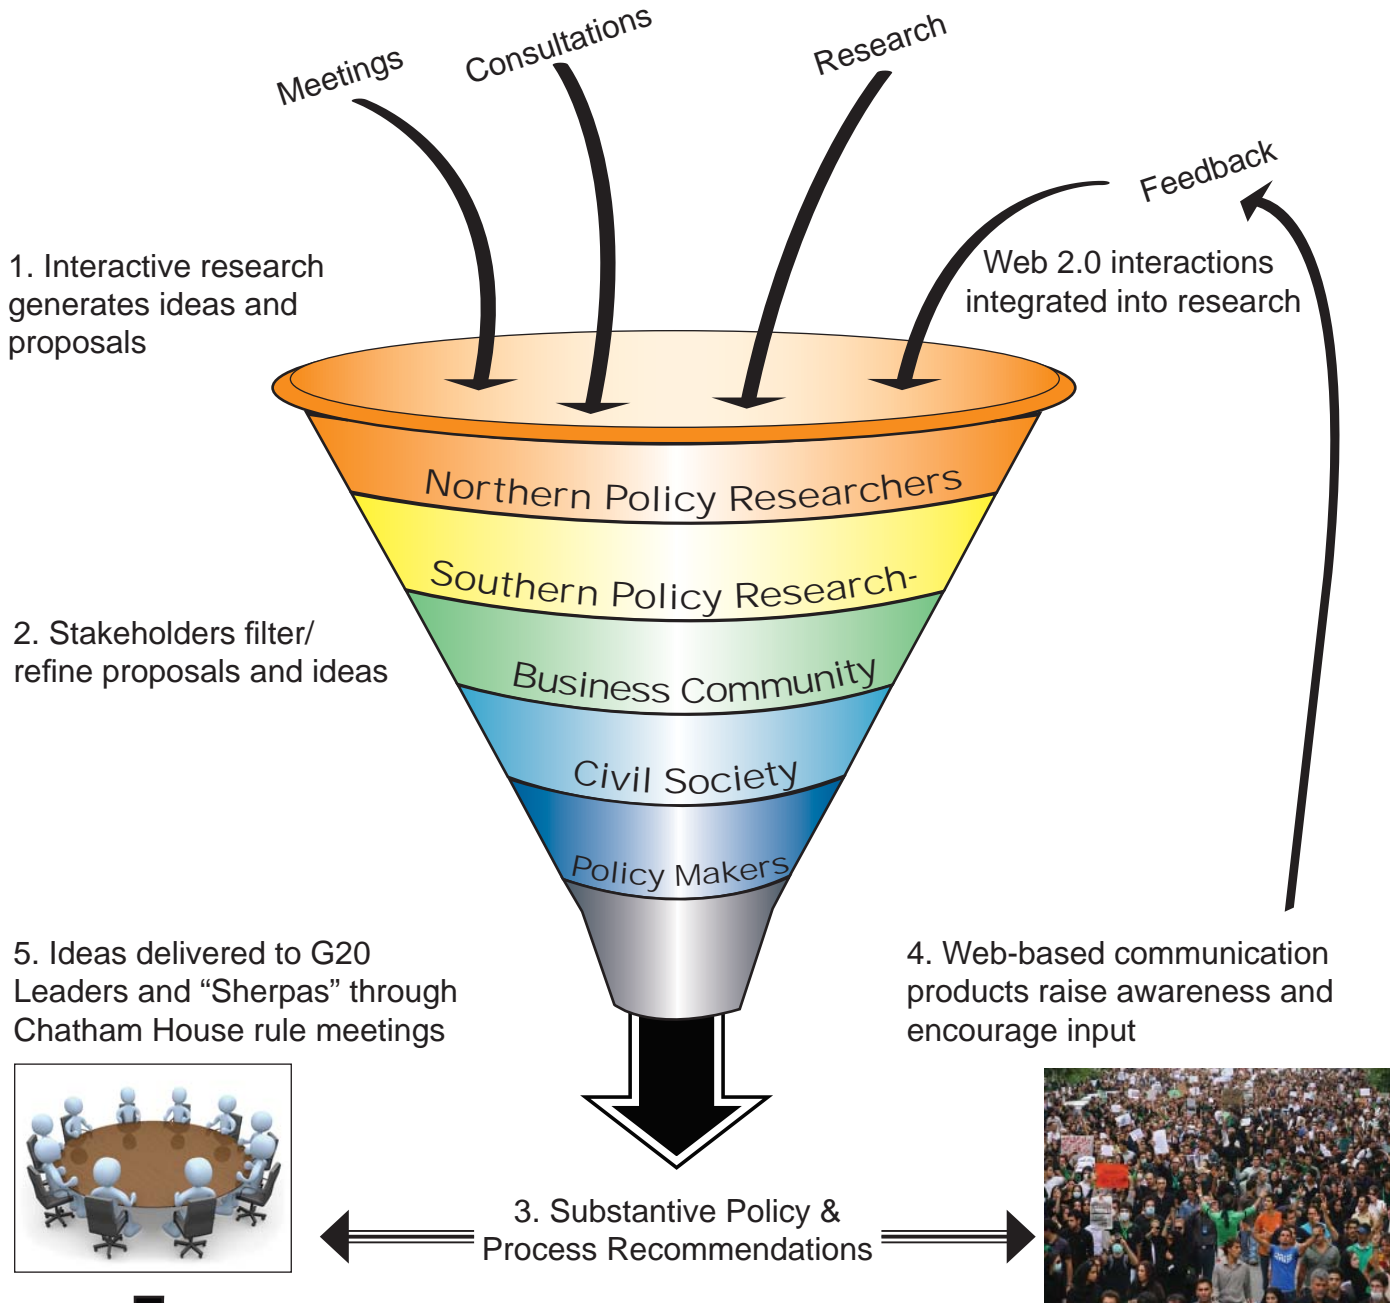 Meetings
Consultations
Research
Feedback
1. Interactive research
generates ideas and
proposals
Web 2.0 interactions
integrated into research
Northern Policy Researchers
Southern Policy Research-
Business Community
Civil Society
Policy Makers
2. Stakeholders filter/
refine proposals and ideas
5. Ideas delivered to G20
Leaders and “Sherpas” through
Chatham House rule meetings
4. Web-based communication
products raise awareness and
encourage input
3. Substantive Policy &
Process Recommendations